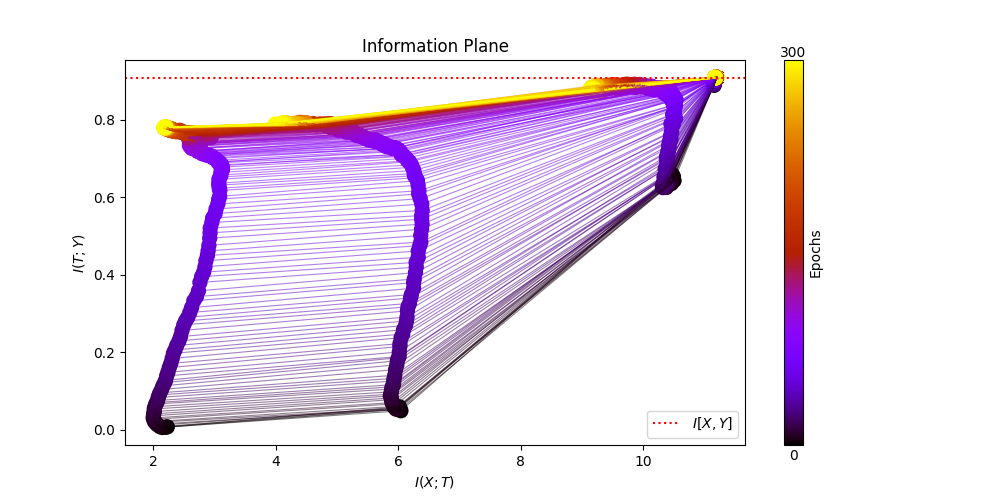 Information Plane
300
0.8
0.6
0.4
0.2
0.0
I(T; Y)
2
4
6
8
10
I(X; T)
I[X, Y]
Epochs
0